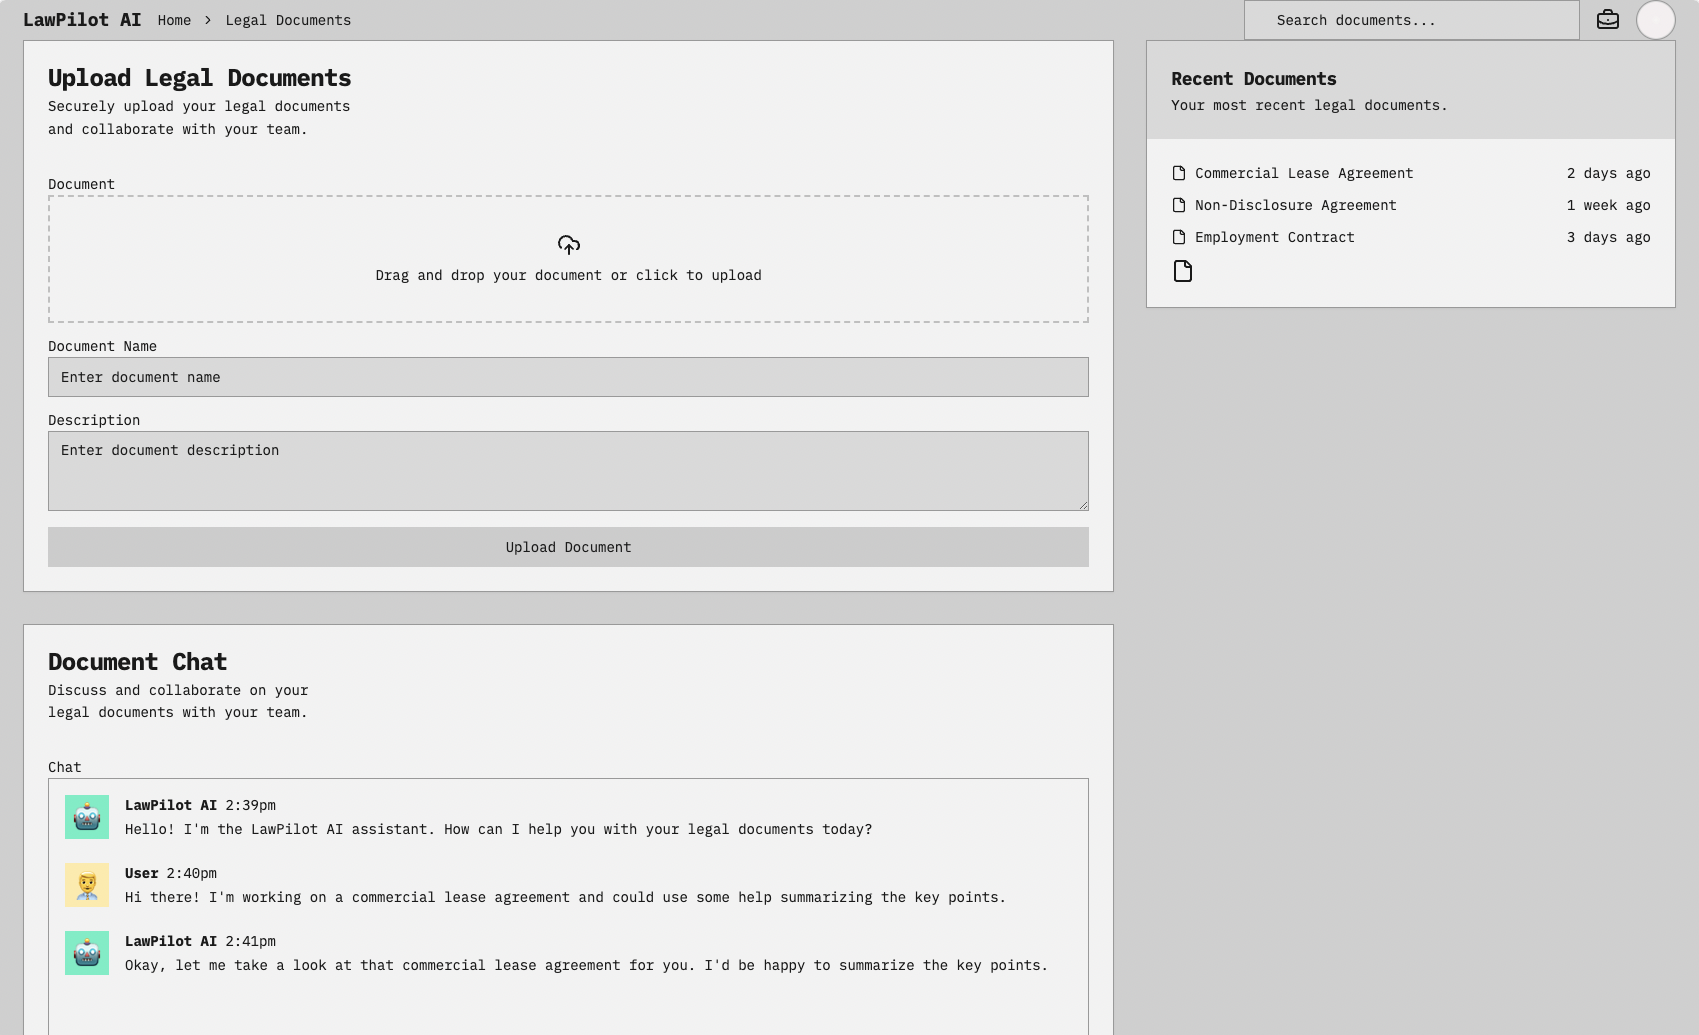 LawPilot AI Home > Legal Documents
Search documents...
Upload Legal Documents
Securely upload your legal documents
and collaborate with your team.
Document
Drag and drop your document or click to upload
Document Name
Enter document name
Description
Enter document description
Upload Document
Document Chat
Discuss and collaborate on your
legal documents with your team.
Chat
LawPilot AI 2:39pm
Hello! I'm the LawPilot AI assistant. How can I help you with your legal documents today?
User 2:40pm
Hi there! I'm working on a commercial lease agreement and could use some help summarizing the key points.
LawPilot AI 2:41pm
Okay, let me take a look at that commercial lease agreement for you. I'd be happy to summarize the key points.
Recent Documents
Your most recent legal documents.
Commercial Lease Agreement 2 days ago
Non-Disclosure Agreement 1 week ago
Employment Contract 3 days ago